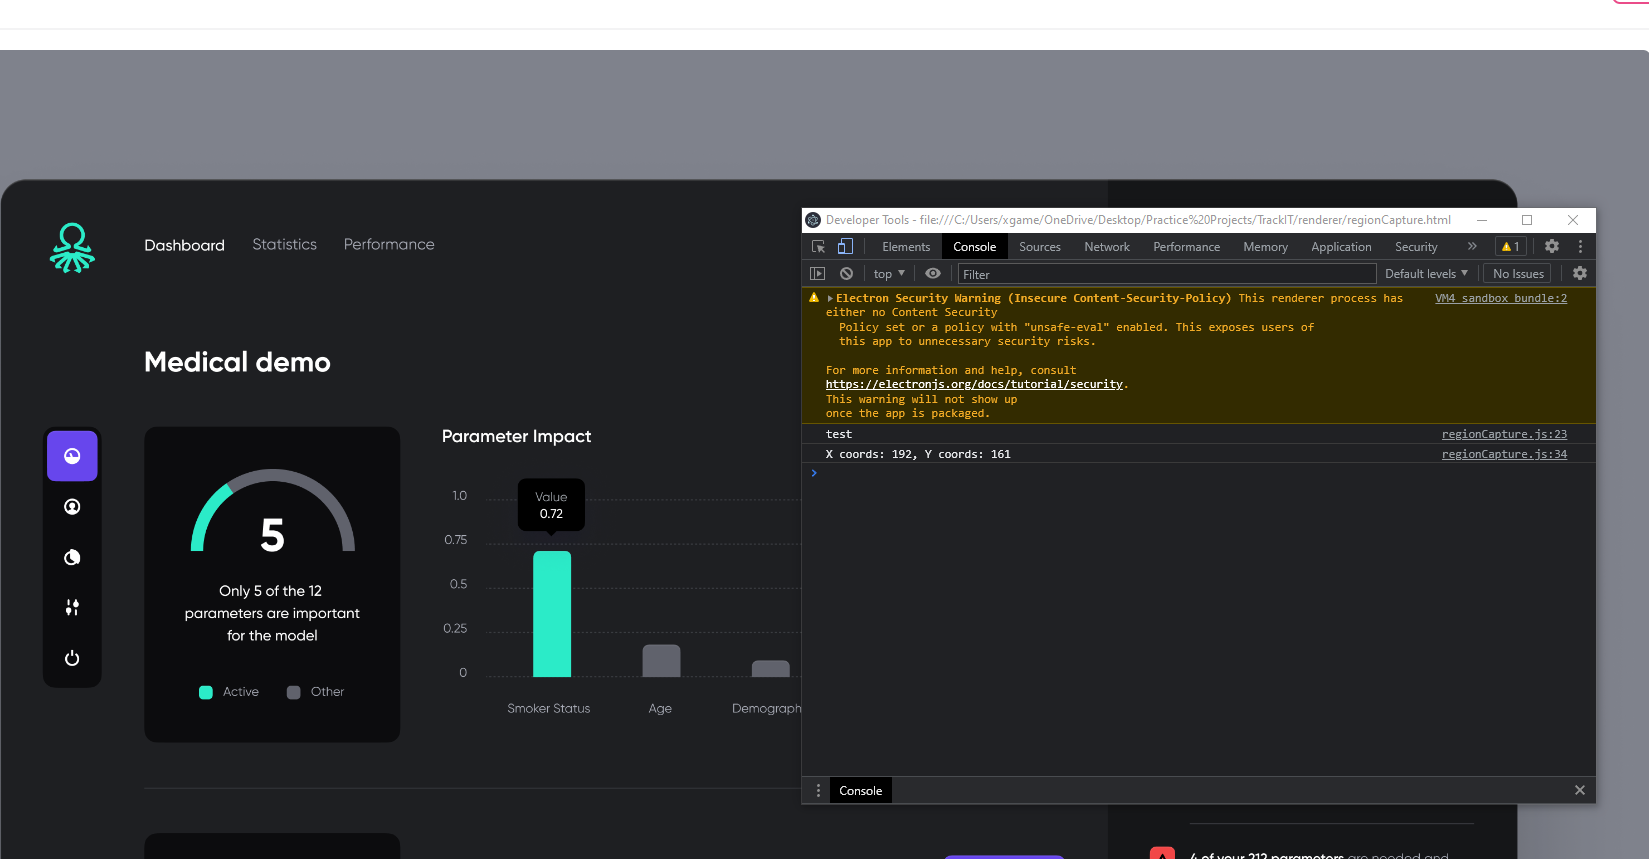 Dashboard Statistics Performance
Medical demo
5
Only 5 of the 12
parameters are important
for the model
Active Other
Parameter Impact
1.0
0.75
0.5
0.25
0
Value
0.72
Smoker Status Age Demograph
Developer Tools - file:///C:/Users/xgame/OneDrive/Desktop/Practice%20Projects/TrackIT/renderer/regionCapture.html
Elements Console Sources Network Performance Memory Application Security » 1
top Filter Default levels No Issues
Electron Security Warning (Insecure Content-Security-Policy) This renderer process has VM4 sandbox_bundle:2
either no Content Security
Policy set or a policy with "unsafe-eval" enabled. This exposes users of
this app to unnecessary security risks.
For more information and help, consult
https://electronjs.org/docs/tutorial/security.
This warning will not show up
once the app is packaged.
test regionCapture.js:23
X coords: 192, Y coords: 161 regionCapture.js:34
Console
4 of your 212 parameters are needed and